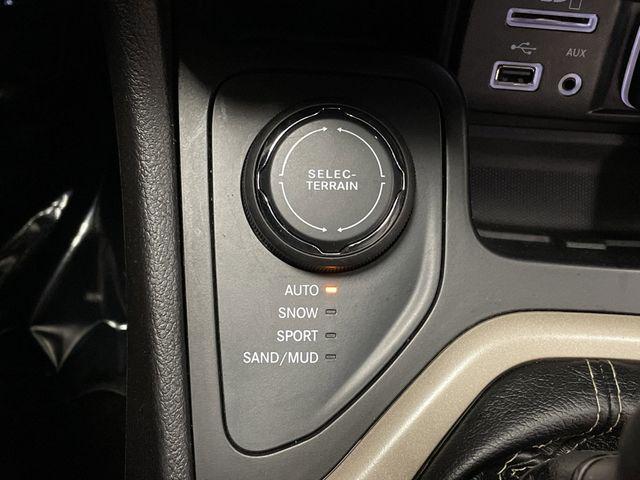 AUX
SELEC-
TERRAIN
AUTO
SNOW
SPORT
SAND/MUD